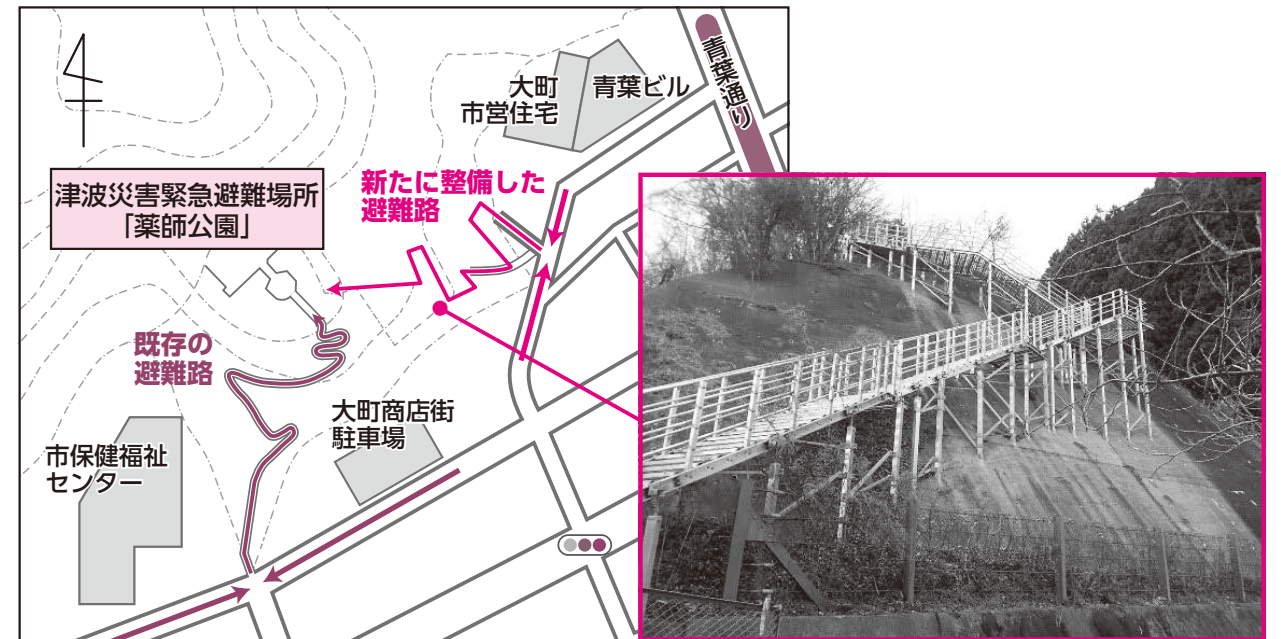 大町
市営住宅
青葉ビル
青葉通り
津波災害緊急避難場所
「薬師公園」
新たに整備した
避難路
既存の
避難路
大町商店街
駐車場
市保健福祉
センター